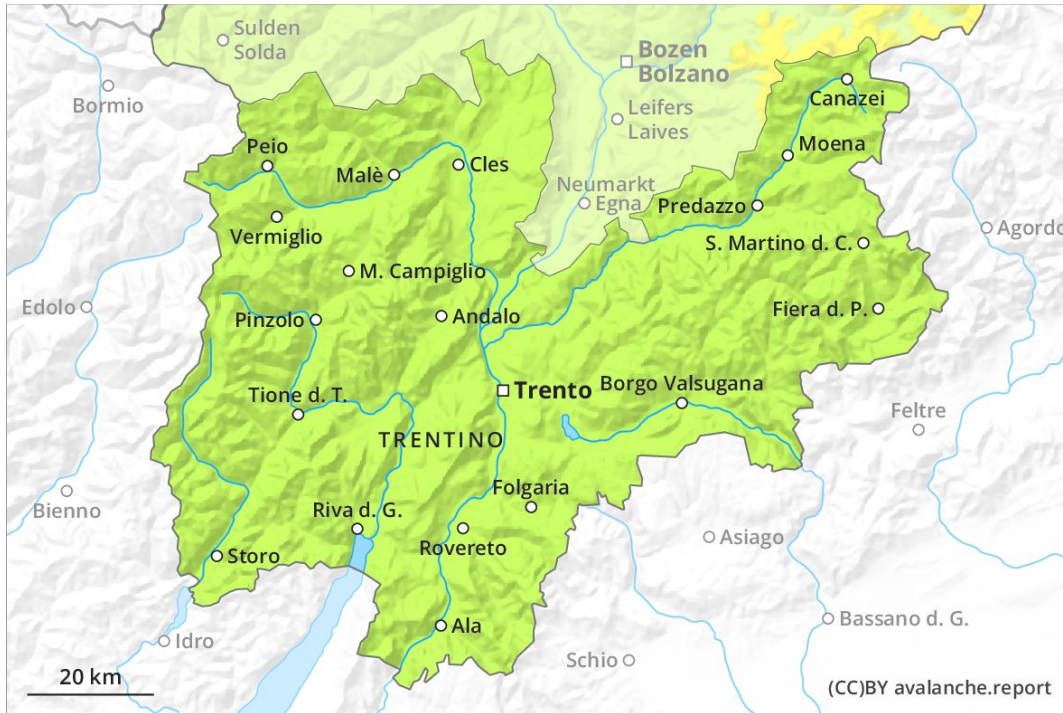 Sulden
Solda
Bozen
Bolzano
Bormio
Canazei
Leifers
Laives
Moena
Peio
Malè
Cles
Neumarkt
Egna
Predazzo
Vermiglio
S. Martino d. C.
Agordo
M. Campiglio
Edolo
Pinzolo
Andalo
Fiera d. P.
Trento
Borgo Valsugana
Tione d. T.
Feltre
TRENTINO
Bienno
Riva d. G.
Folgaria
Asiago
Storo
Rovereto
Idro
Ala
Bassano d. G.
Schio
20 km
(CC)BY avalanche.report